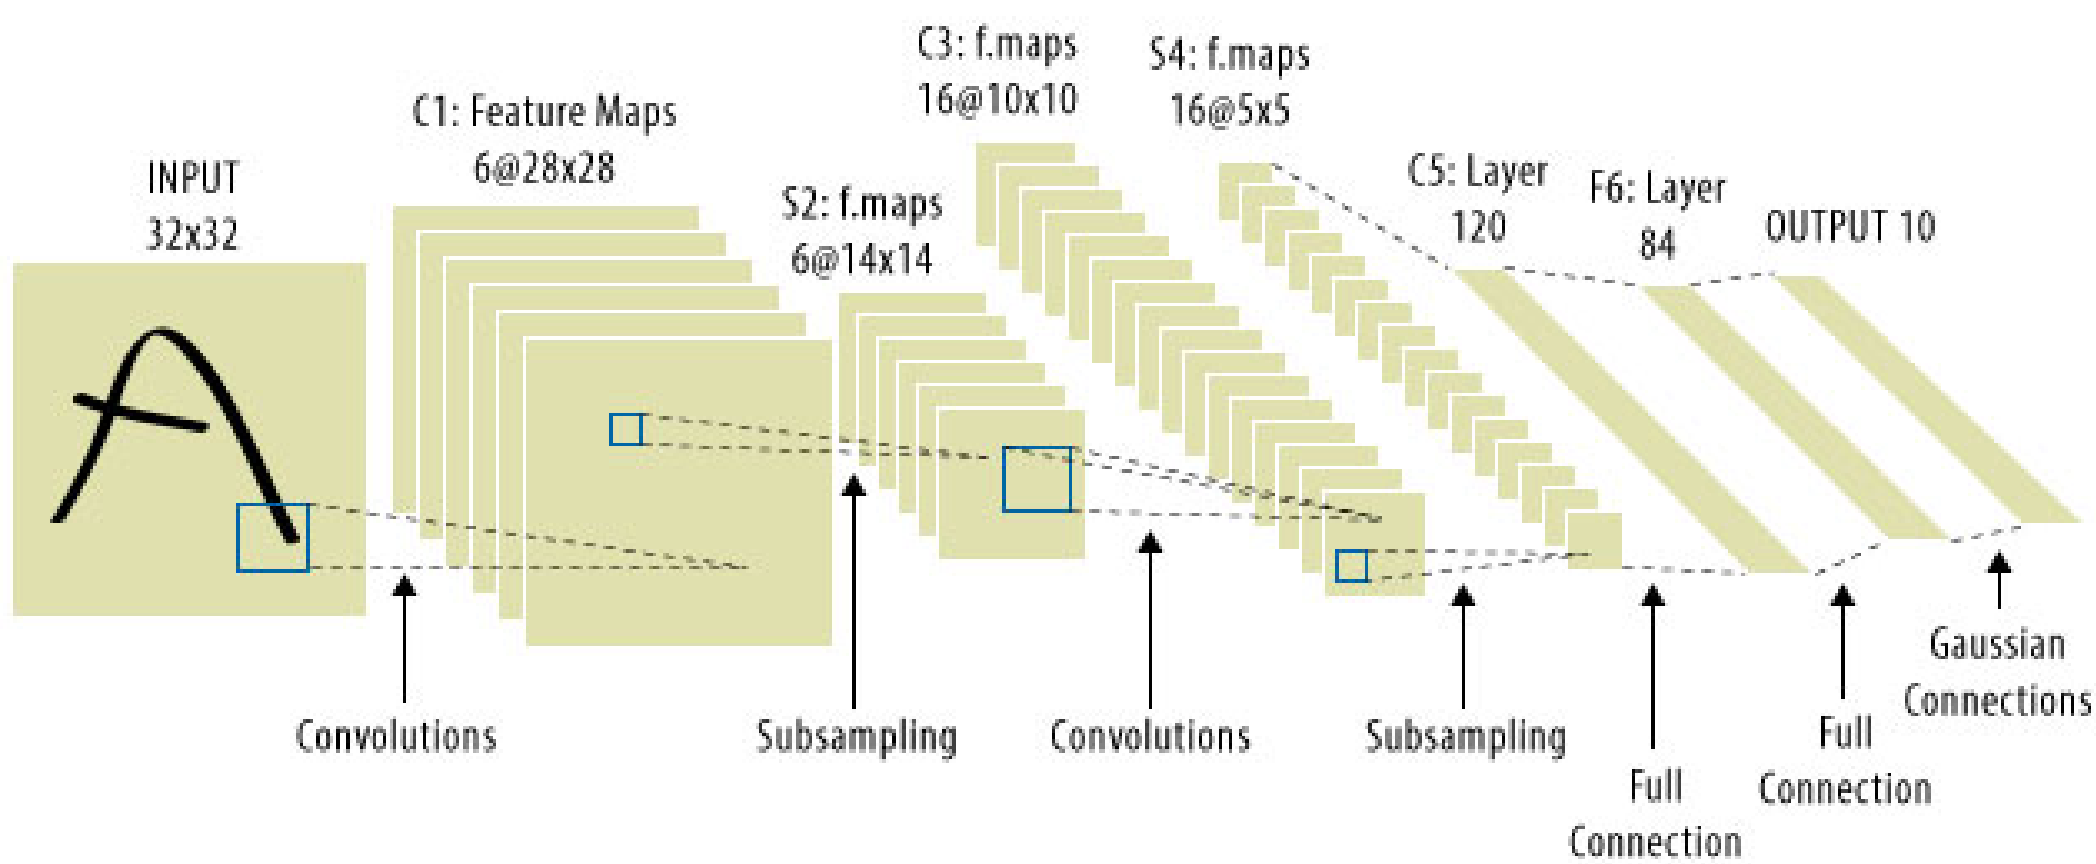 INPUT
32x32
C1: Feature Maps
6@28x28
S2: f.maps
6@14x14
C3: f.maps
16@10x10
S4: f.maps
16@5x5
C5: Layer
120
F6: Layer
84
OUTPUT 10
Convolutions
Subsampling
Convolutions
Subsampling
Full
Connection
Full
Connection
Gaussian
Connections